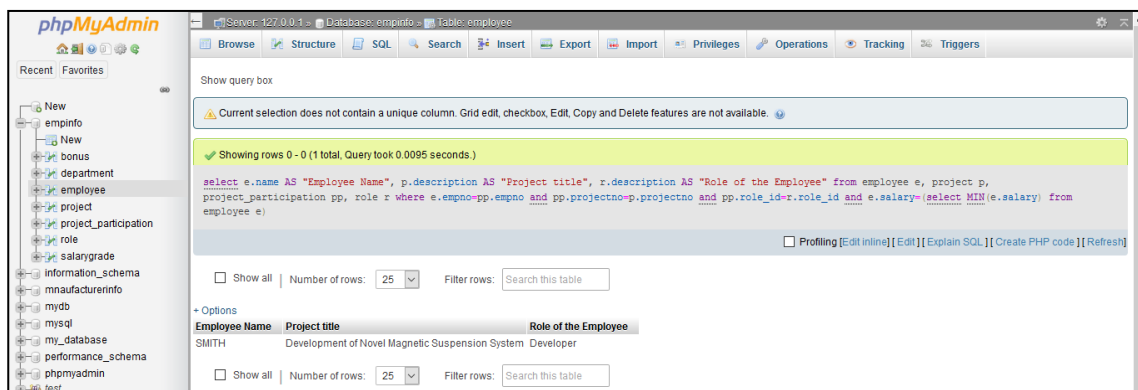 phpMyAdmin
Recent Favorites
New
empinfo
New
bonus
department
employee
project
project_participation
role
salarygrade
information_schema
mnaufacturerinfo
mydb
mysql
my_database
performance_schema
phpmyadmin
test
Server: 127.0.0.1 » Database: empinfo » Table: employee
Browse Structure SQL Search Insert Export Import Privileges Operations Tracking Triggers
Show query box
Current selection does not contain a unique column. Grid edit, checkbox, Edit, Copy and Delete features are not available.
Showing rows 0 - 0 (1 total, Query took 0.0095 seconds.)
select e.name AS "Employee Name", p.description AS "Project title", r.description AS "Role of the Employee" from employee e, project p,
project_participation pp, role r where e.empno=pp.empno and pp.projectno=p.projectno and pp.role_id=r.role_id and e.salary=(select MIN(e.salary) from
employee e)
Profiling [Edit inline] [ Edit ] [ Explain SQL ] [ Create PHP code ] [ Refresh]
Show all | Number of rows: 25 Filter rows: Search this table
+ Options
Employee Name Project title Role of the Employee
SMITH Development of Novel Magnetic Suspension System Developer
Show all | Number of rows: 25 Filter rows: Search this table